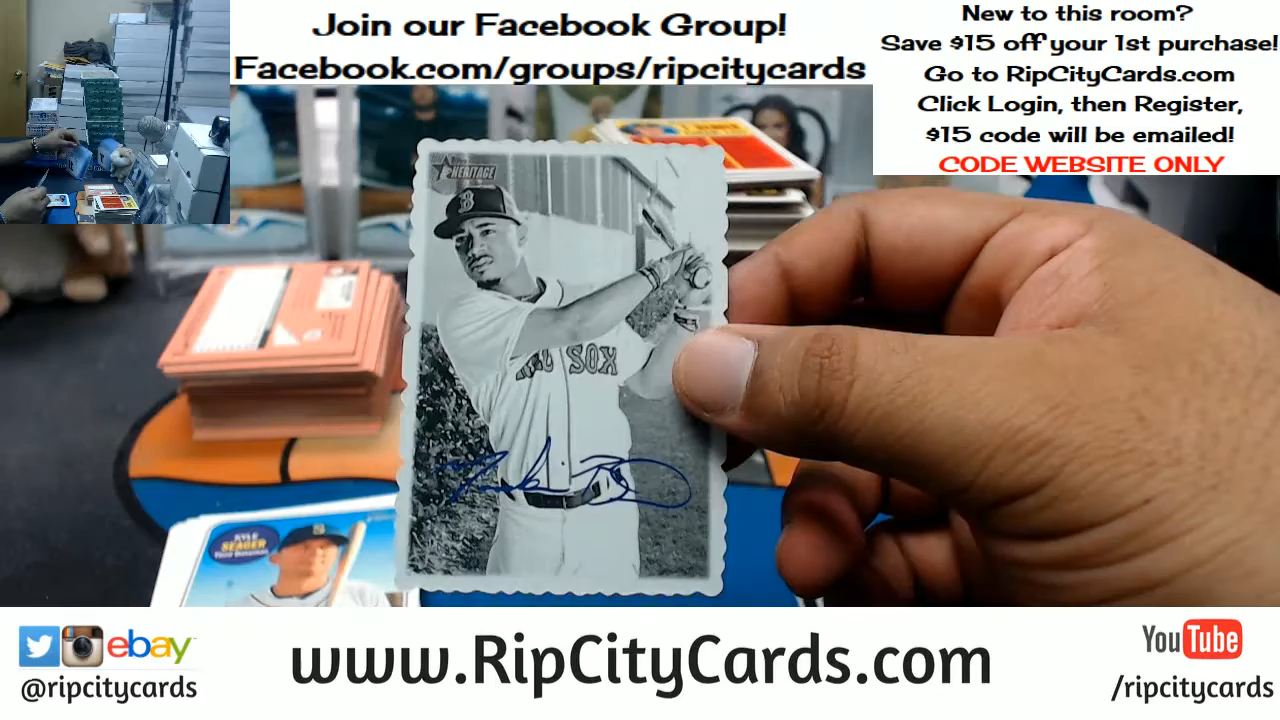 Join our Facebook Group!
Facebook.com/groups/ripcitycards
New to this room?
Save $15 off your 1st purchase!
Go to RipCityCards.com
Click Login, then Register,
$15 code will be emailed!
CODE WEBSITE ONLY
HERITAGE
B
RED SOX
KYLE
SEAGER
ebay
@ripcitycards
www.RipCityCards.com
YouTube
/ripcitycards